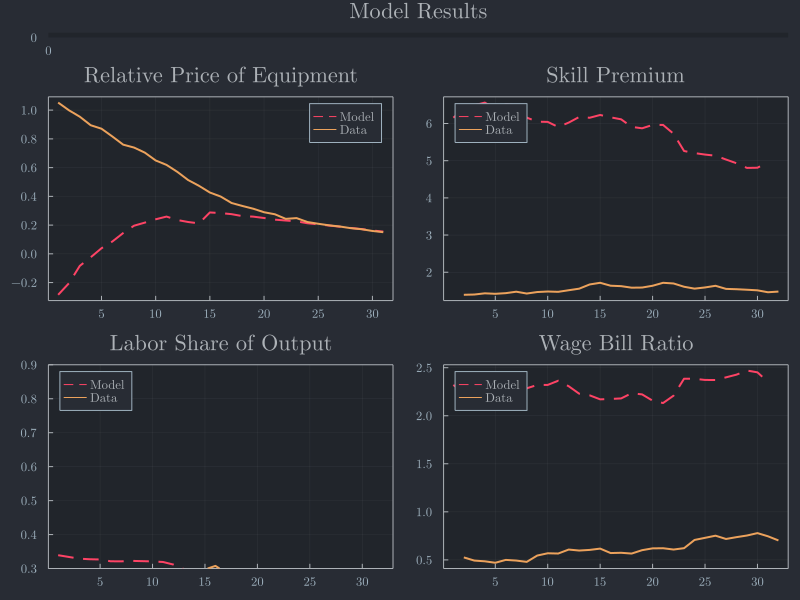 Model Results
0
0
Relative Price of Equipment
1.0
0.8
0.6
0.4
0.2
0.0
−0.2
Model
Data
5 10 15 20 25 30
Skill Premium
6
5
4
3
2
Model
Data
5 10 15 20 25 30
Labor Share of Output
0.9
0.8
0.7
0.6
0.5
0.4
0.3
Model
Data
5 10 15 20 25 30
Wage Bill Ratio
2.5
2.0
1.5
1.0
0.5
Model
Data
5 10 15 20 25 30